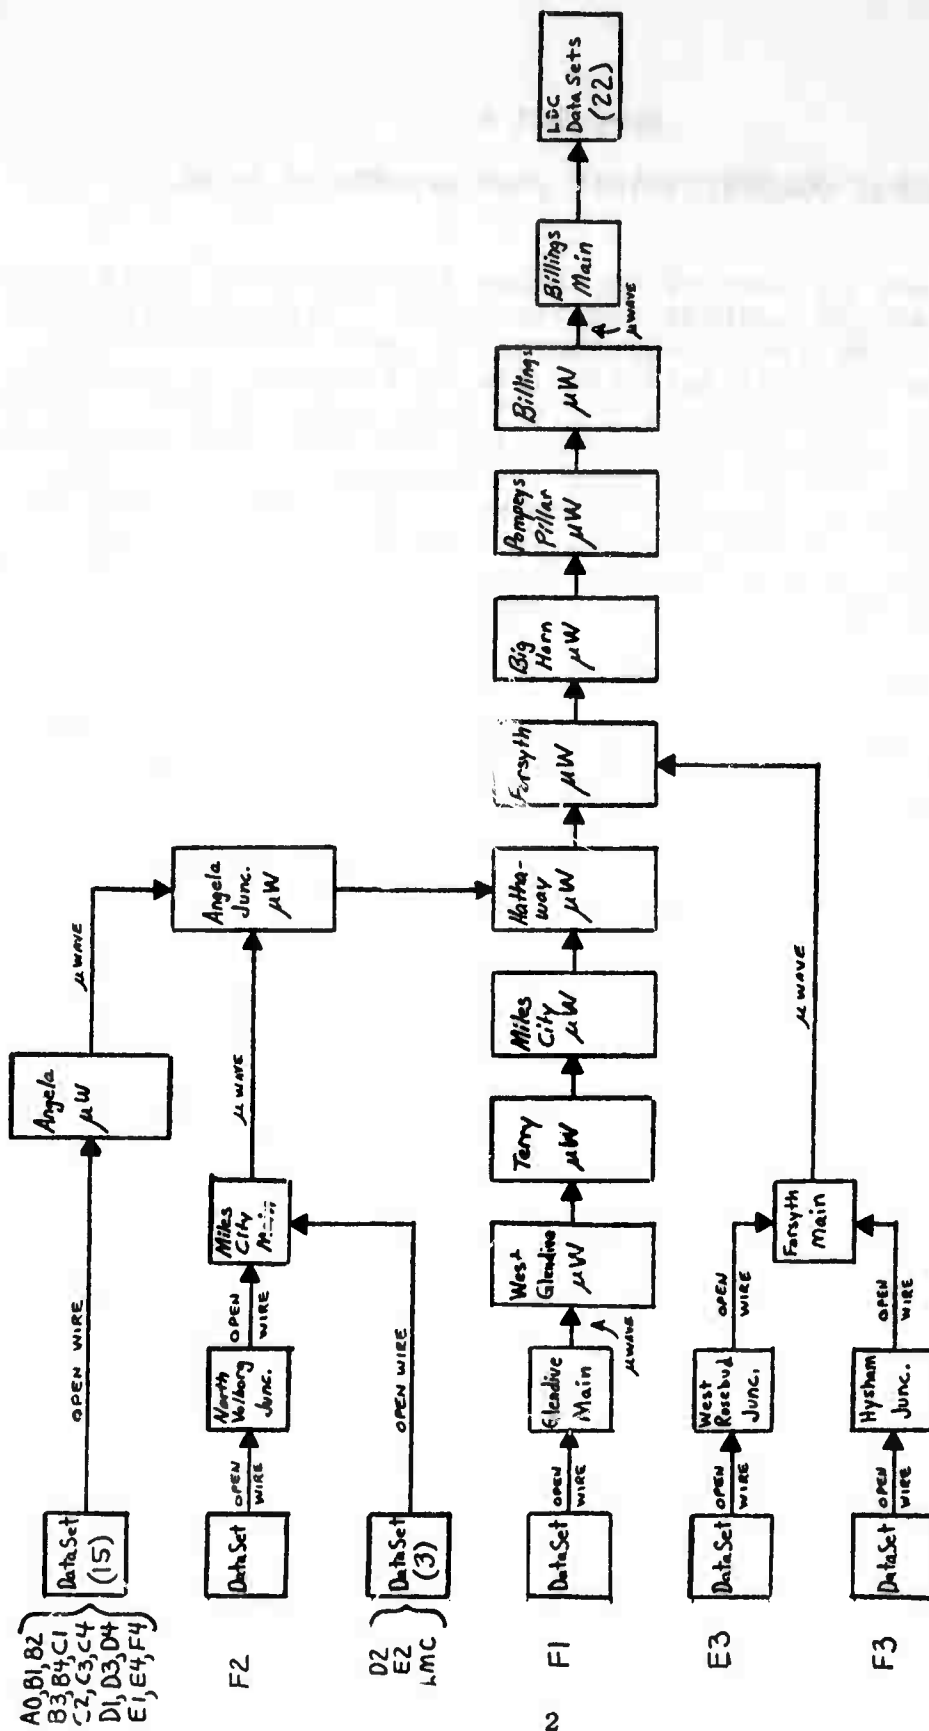 A0, B1, B2
B3, B4, C1
C2, C3, C4
D1, D3, D4
E1, E4, F4
DataSet
(15)
OPEN WIRE
Angela
μW
μWAVE
Angela
Junc.
μW
F2
DataSet
OPEN
WIRE
North
Volborg
Junc.
OPEN
WIRE
Miles
City
Main
μWAVE
D2
E2
LMC
DataSet
(3)
OPEN WIRE
F1
DataSet
OPEN
WIRE
Glendive
Main
μWAVE
West
Glendive
μW
Terry
μW
Miles
City
μW
Hatha-
way
μW
Forsyth
μW
Big
Horn
μW
Pompeys
Pillar
μW
Billings
μW
μWAVE
Billings
Main
LDC
Data Sets
(22)
E3
DataSet
OPEN
WIRE
West
Rosebud
Junc.
OPEN
WIRE
Forsyth
Main
μWAVE
F3
DataSet
OPEN
WIRE
Hysham
Junc.
OPEN
WIRE
2